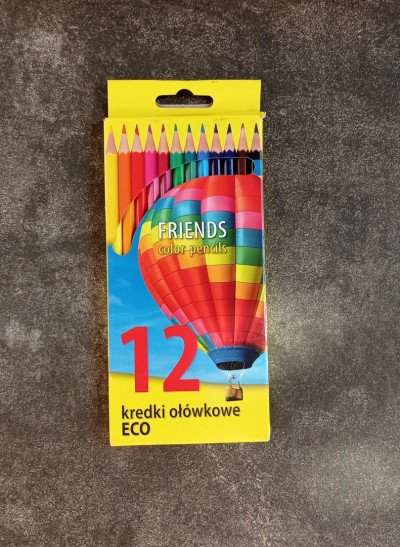 FRIENDS
color-pencils
12
kredki ołówkowe
ECO